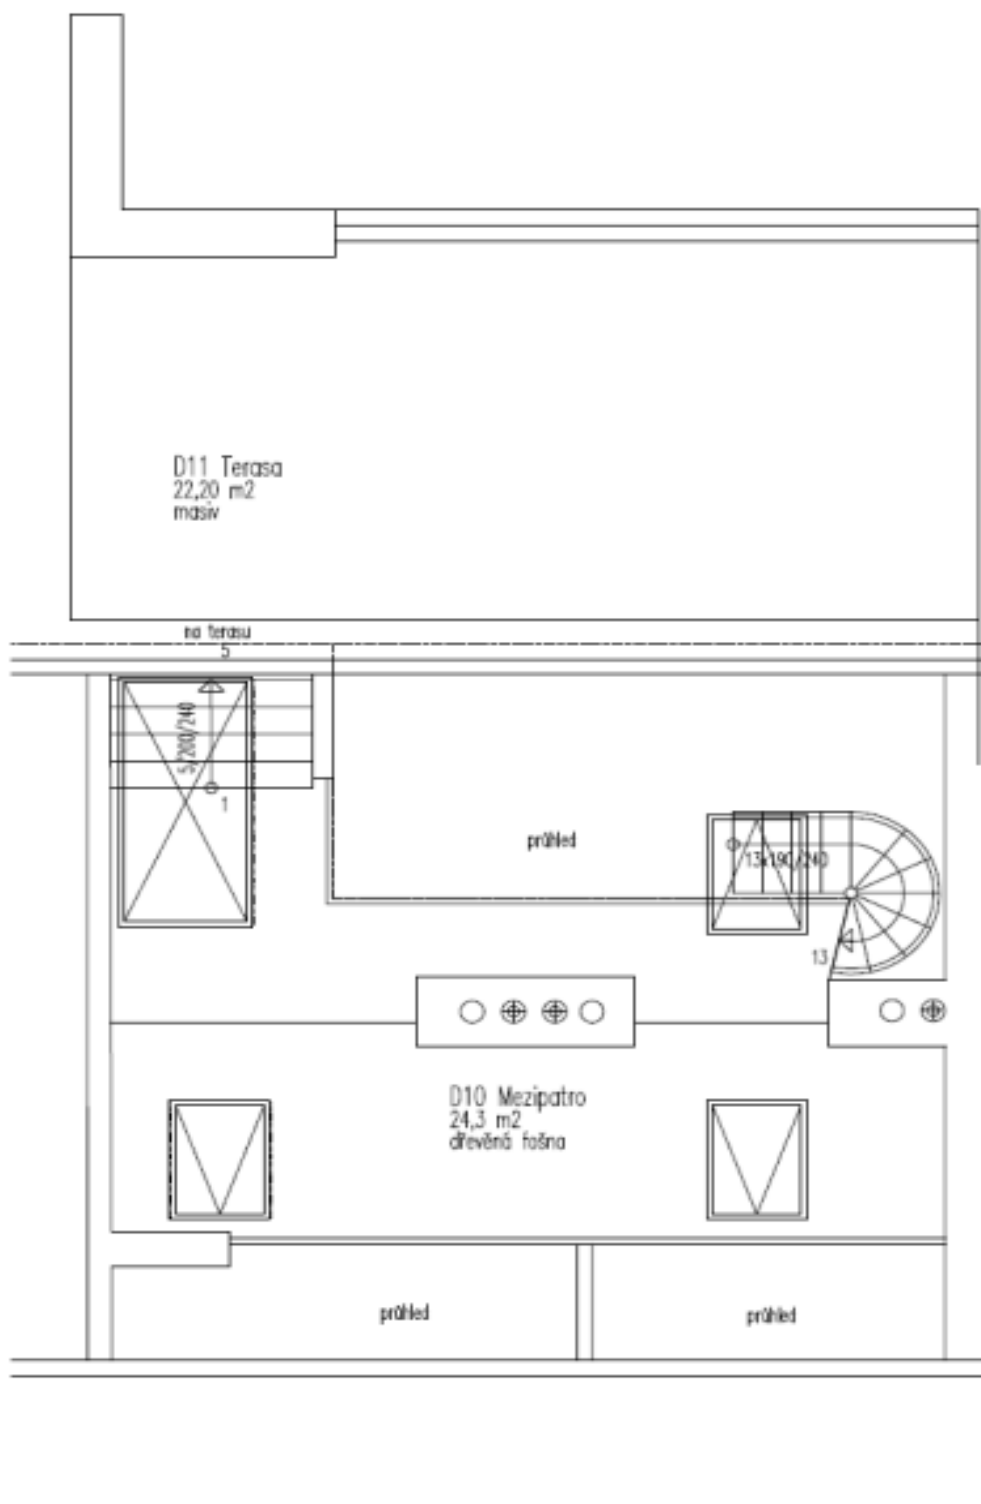 D11 Terasa
22,20 m2
masiv
na terasu
5
5/200/240
1
průhled
13x190/240
13
D10 Mezipatro
24,3 m2
dřevěná fošna
průhled
průhled